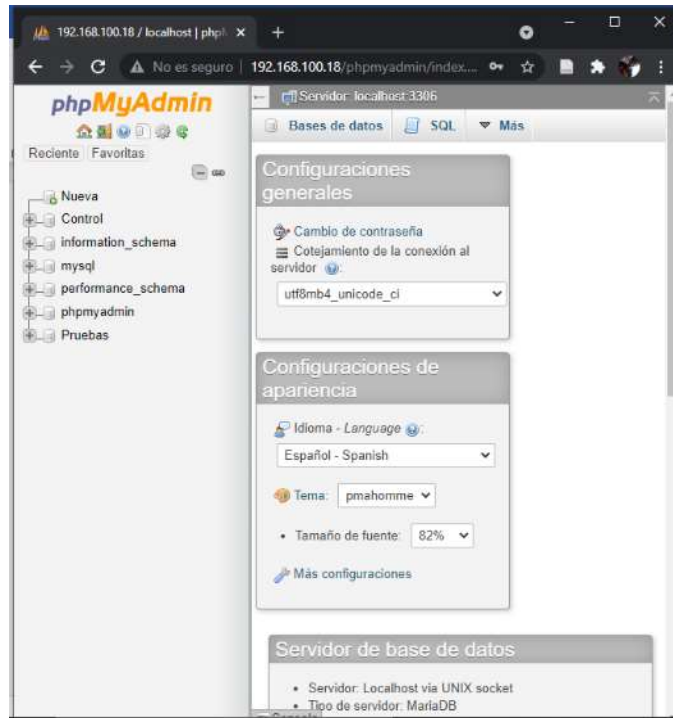 192.168.100.18 / localhost | php
No es seguro | 192.168.100.18/phpmyadmin/index....
phpMyAdmin
Reciente Favoritas
Nueva
Control
information_schema
mysql
performance_schema
phpmyadmin
Pruebas
Servidor: localhost:3306
Bases de datos SQL Más
Configuraciones
generales
Cambio de contraseña
Cotejamiento de la conexión al
servidor :
utf8mb4_unicode_ci
Configuraciones de
apariencia
Idioma - Language :
Español - Spanish
Tema: pmahomme
• Tamaño de fuente: 82%
Más configuraciones
Servidor de base de datos
• Servidor: Localhost via UNIX socket
• Tipo de servidor: MariaDB
Consola